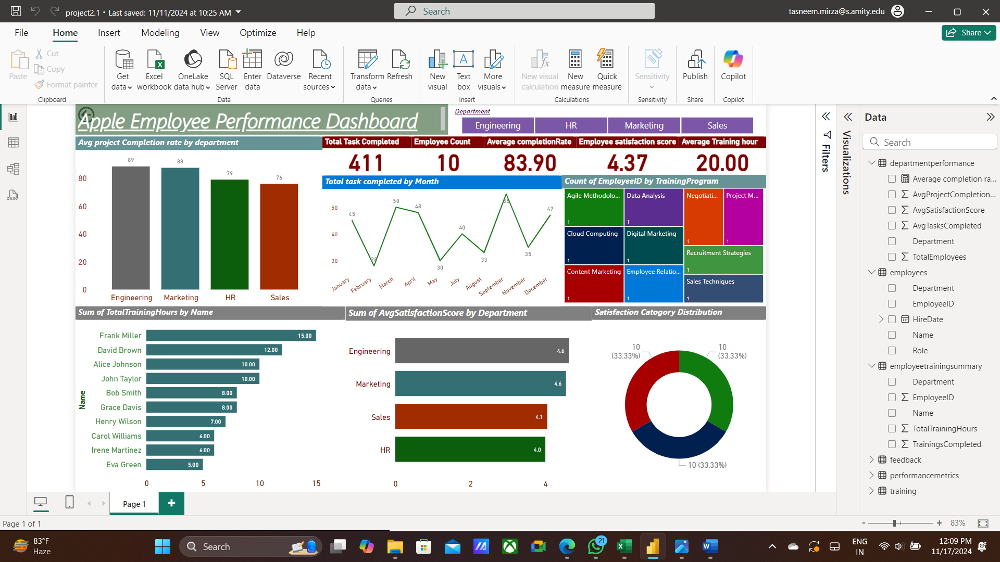 project2.1 • Last saved: 11/11/2024 at 10:25 AM
Search
tasneem.mirza@s.amity.edu
File Home Insert Modeling View Optimize Help
Share
Paste
Cut
Copy
Format painter
Clipboard
Get data
Excel workbook
OneLake data hub
SQL Server
Enter data
Dataverse
Recent sources
Data
Transform data
Refresh
Queries
New visual
Text box
More visuals
Insert
New visual calculation
New measure
Quick measure
Calculations
Sensitivity
Sensitivity
Publish
Share
Copilot
Copilot
Apple Employee Performance Dashboard
Department
Engineering HR Marketing Sales
Avg project Completion rate by department
89
88
79
76
80
60
40
20
0
Engineering Marketing HR Sales
Total Task Completed Employee Count Average completionRate Employee satisfaction score Average Training hour
411 10 83.90 4.37 20.00
Total task completed by Month
50
40
30
45
28
50
48
30
40
33
55
35
47
January February March April May July August September November December
Count of EmployeeID by TrainingProgram
Agile Methodolo...
1
Data Analysis
1
Negotiati...
1
Project M...
1
Cloud Computing
1
Digital Marketing
1
Recruitment Strategies
1
Content Marketing
1
Employee Relatio...
1
Sales Techniques
1
Sum of TotalTrainingHours by Name
Name
Frank Miller 15.00
David Brown 12.00
Alice Johnson 10.00
John Taylor 10.00
Bob Smith 8.00
Grace Davis 8.00
Henry Wilson 7.00
Carol Williams 6.00
Irene Martinez 6.00
Eva Green 5.00
0 5 10 15
Sum of AvgSatisfactionScore by Department
Engineering 4.6
Marketing 4.6
Sales 4.1
HR 4.0
0 2 4
Satisfaction Catogory Distribution
10
(33.33%)
10
(33.33%)
10 (33.33%)
Filters
Visualizations
Data
Search
departmentperformance
Average completion ra...
AvgProjectCompletion...
AvgSatisfactionScore
AvgTasksCompleted
Department
TotalEmployees
employees
Department
EmployeeID
HireDate
Name
Role
employeetrainingsummary
Department
EmployeeID
Name
TotalTrainingHours
TrainingsCompleted
feedback
performancemetrics
training
DAX
Page 1
Page 1 of 1
- + 83%
83°F
Haze
Search
21
ENG
IN
12:09 PM
11/17/2024